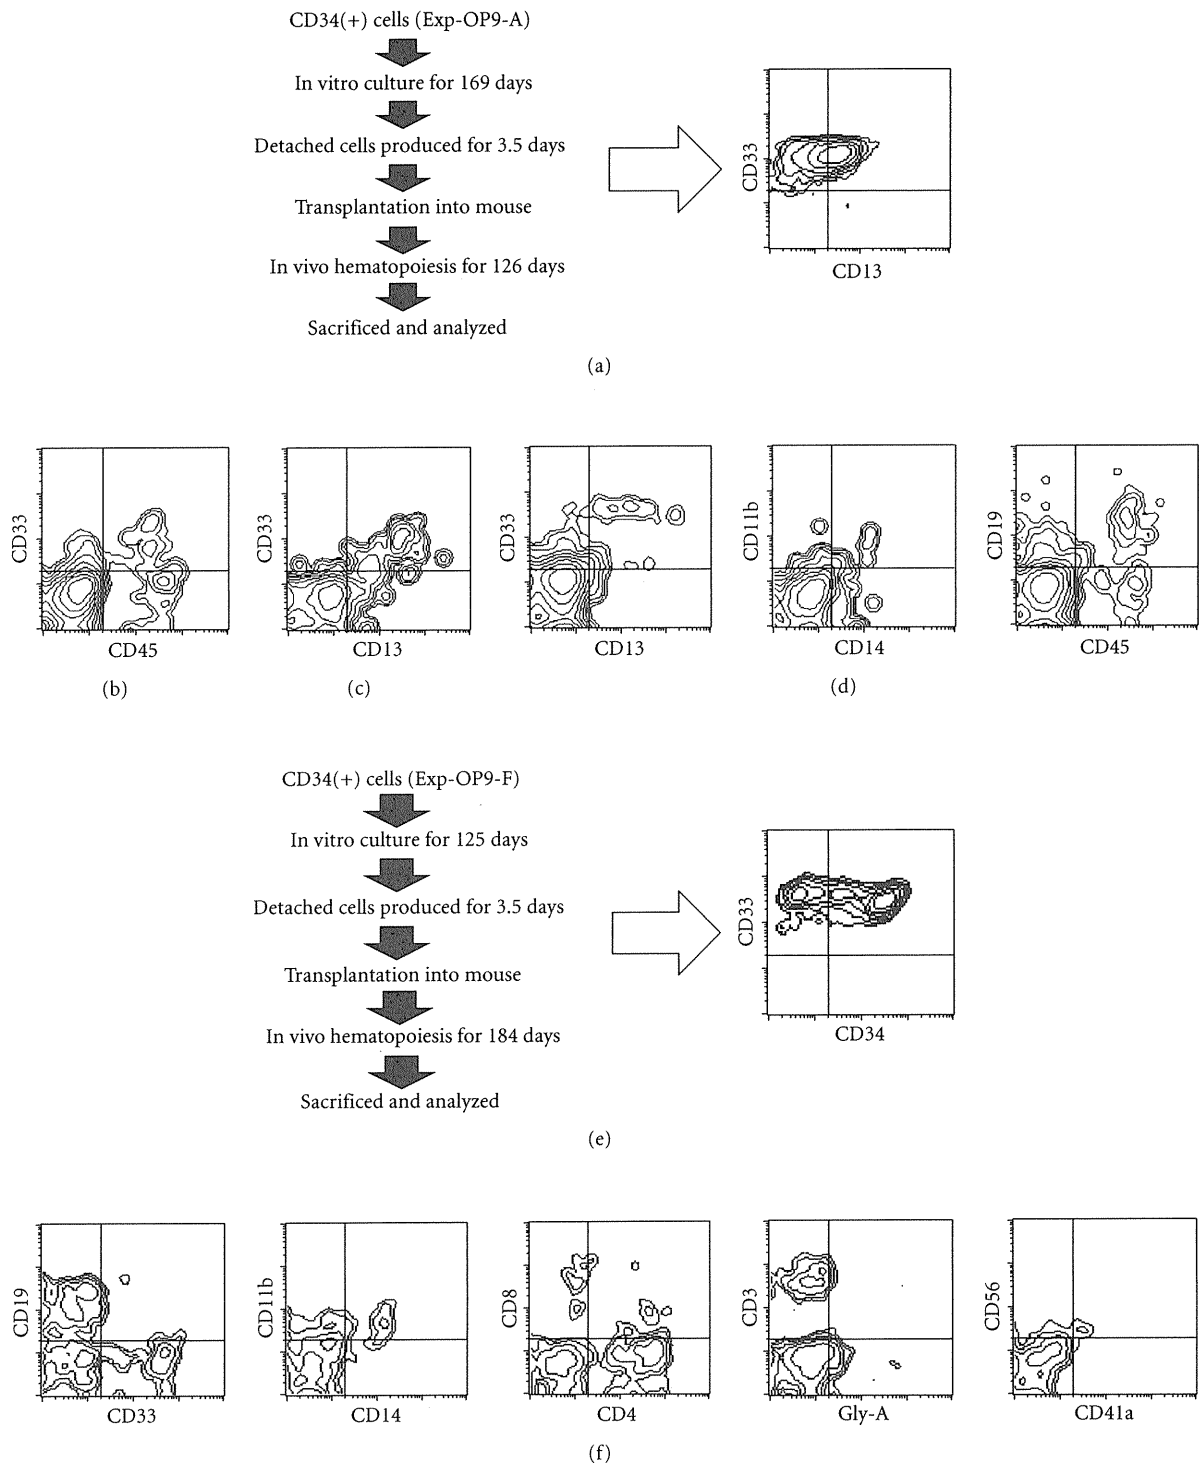 CD34(+) cells (Exp-OP9-A)
In vitro culture for 169 days
Detached cells produced for 3.5 days
Transplantation into mouse
In vivo hematopoiesis for 126 days
Sacrificed and analyzed
CD33
CD13
(a)
CD33
CD45
(b)
CD33
CD13
(c)
CD33
CD13
CD11b
CD14
(d)
CD19
CD45
CD34(+) cells (Exp-OP9-F)
In vitro culture for 125 days
Detached cells produced for 3.5 days
Transplantation into mouse
In vivo hematopoiesis for 184 days
Sacrificed and analyzed
CD33
CD34
(e)
CD19
CD33
CD11b
CD14
CD8
CD4
CD3
Gly-A
CD56
CD41a
(f)